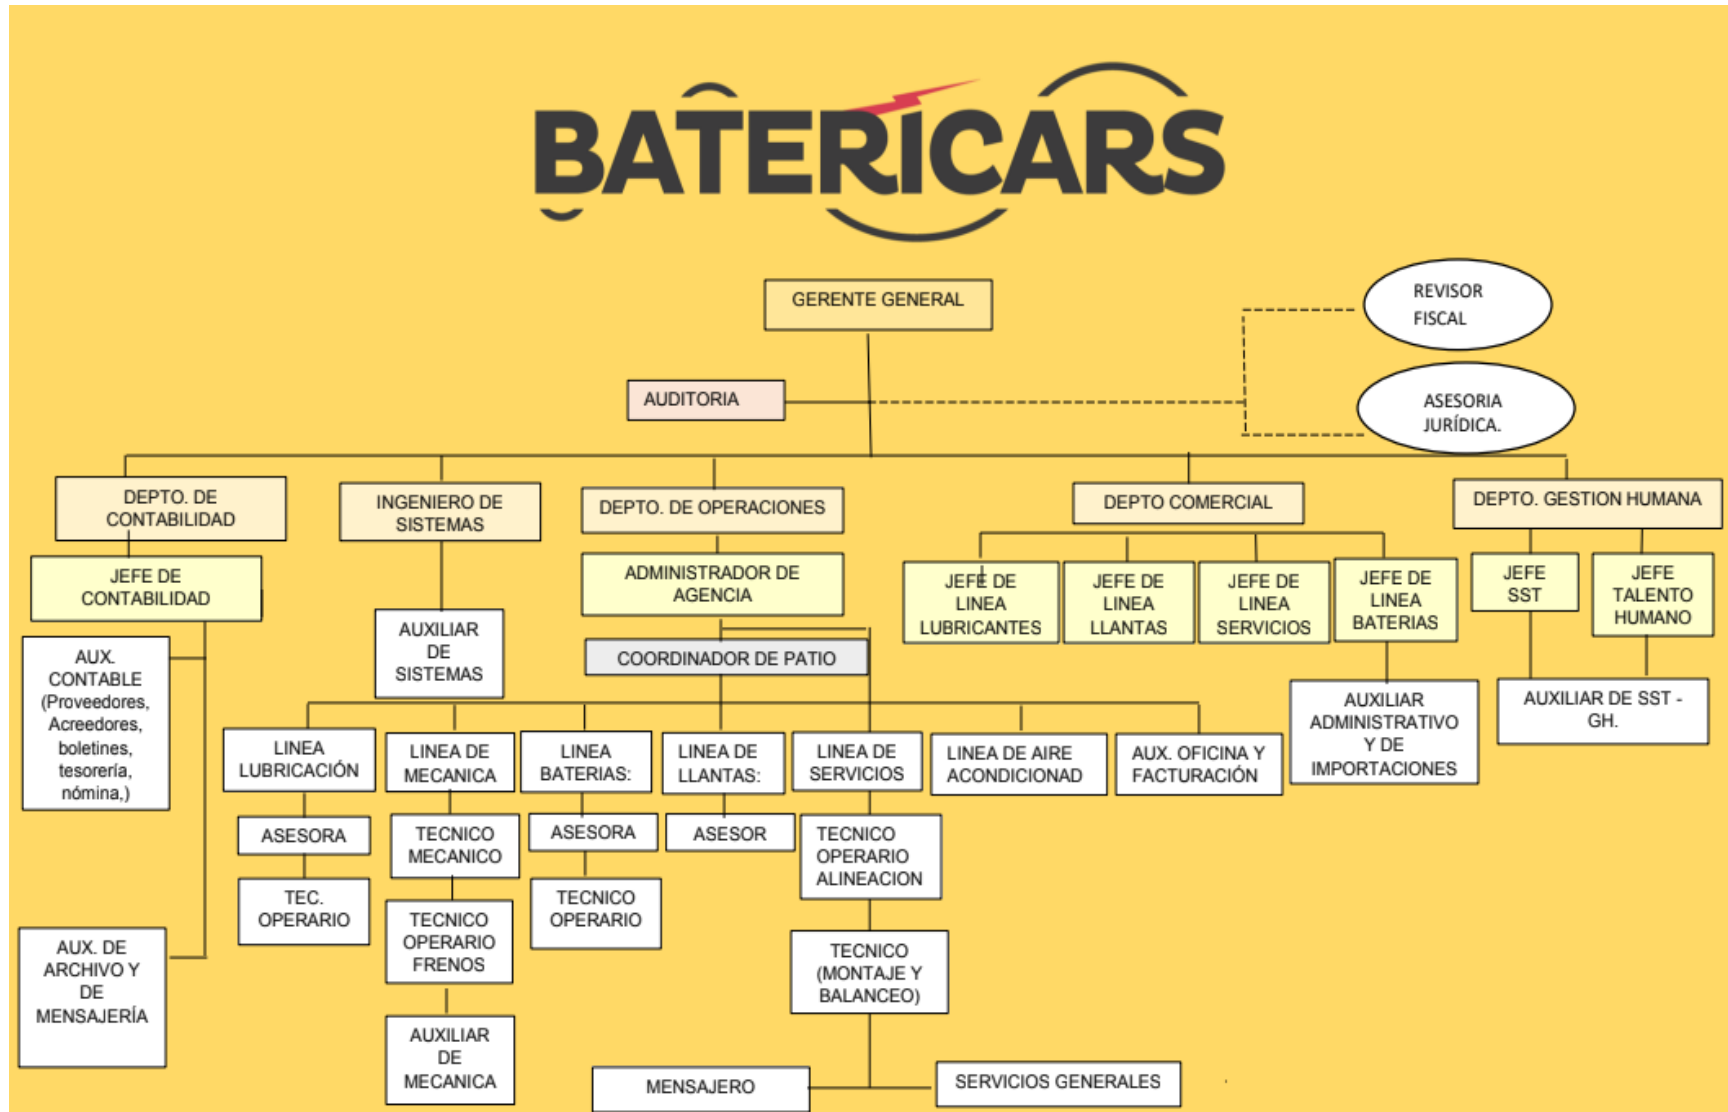 BATERICARS
GERENTE GENERAL
REVISOR
FISCAL
AUDITORIA
ASESORIA
JURÍDICA.
DEPTO. DE
CONTABILIDAD
INGENIERO DE
SISTEMAS
DEPTO. DE OPERACIONES
DEPTO COMERCIAL
DEPTO. GESTION HUMANA
JEFE DE
CONTABILIDAD
ADMINISTRADOR DE
AGENCIA
JEFE DE
LINEA
LUBRICANTES
JEFE DE
LINEA
LLANTAS
JEFE DE
LINEA
SERVICIOS
JEFE DE
LINEA
BATERIAS
JEFE
SST
JEFE
TALENTO
HUMANO
AUX.
CONTABLE
(Proveedores,
Acreedores,
boletines,
tesorería,
nómina,)
AUXILIAR
DE
SISTEMAS
COORDINADOR DE PATIO
AUXILIAR
ADMINISTRATIVO
Y DE
IMPORTACIONES
AUXILIAR DE SST -
GH.
LINEA
LUBRICACIÓN
LINEA DE
MECANICA
LINEA
BATERIAS:
LINEA DE
LLANTAS:
LINEA DE
SERVICIOS
LINEA DE AIRE
ACONDICIONAD
AUX. OFICINA Y
FACTURACIÓN
ASESORA
TECNICO
MECANICO
ASESORA
ASESOR
TECNICO
OPERARIO
ALINEACION
TEC.
OPERARIO
TECNICO
OPERARIO
FRENOS
TECNICO
OPERARIO
TECNICO
(MONTAJE Y
BALANCEO)
AUX. DE
ARCHIVO Y
DE
MENSAJERÍA
AUXILIAR
DE
MECANICA
MENSAJERO
SERVICIOS GENERALES